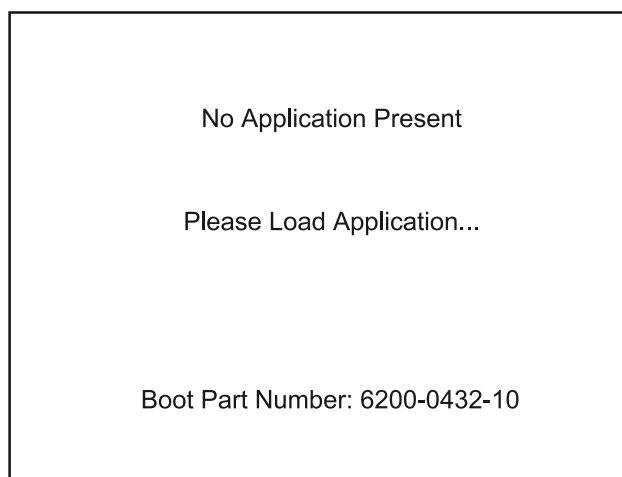 No Application Present
Please Load Application...
Boot Part Number: 6200-0432-10